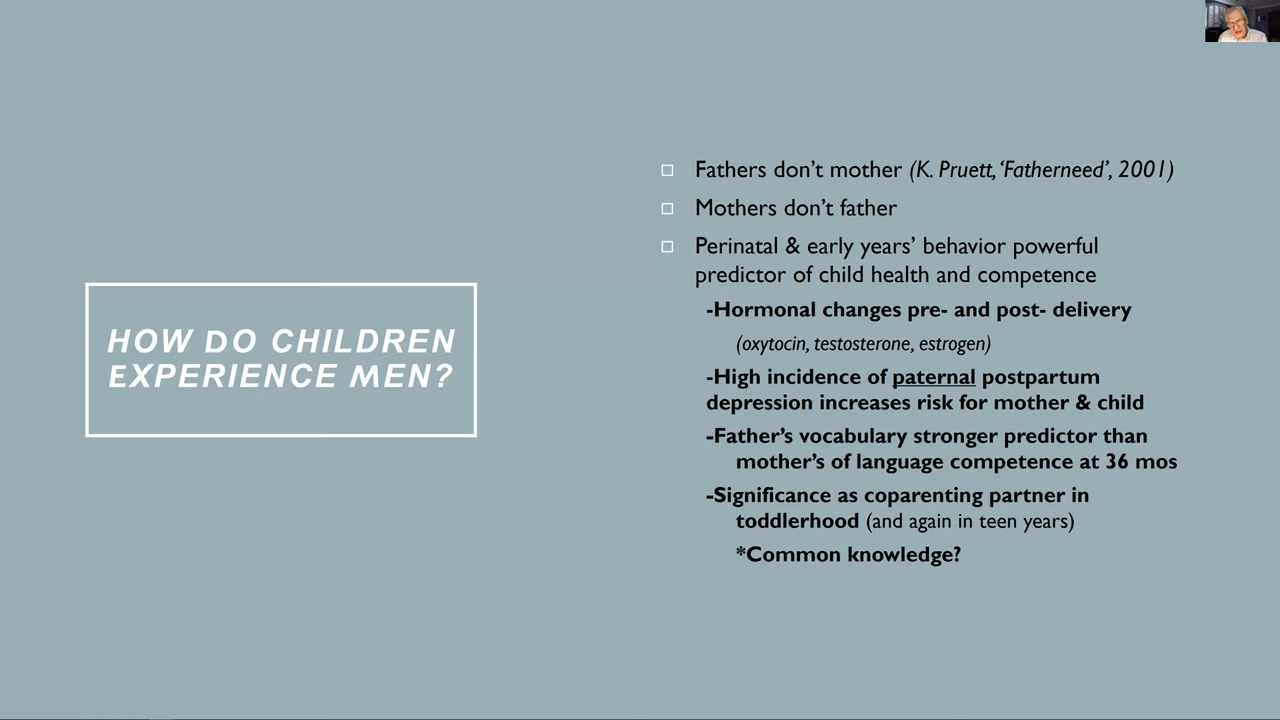 HOW DO CHILDREN
EXPERIENCE MEN?
Fathers don't mother (K. Pruett, 'Fatherneed', 2001)
Mothers don't father
Perinatal & early years' behavior powerful
predictor of child health and competence
-Hormonal changes pre- and post- delivery
(oxytocin, testosterone, estrogen)
-High incidence of paternal postpartum
depression increases risk for mother & child
-Father's vocabulary stronger predictor than
mother's of language competence at 36 mos
-Significance as coparenting partner in
toddlerhood (and again in teen years)
*Common knowledge?